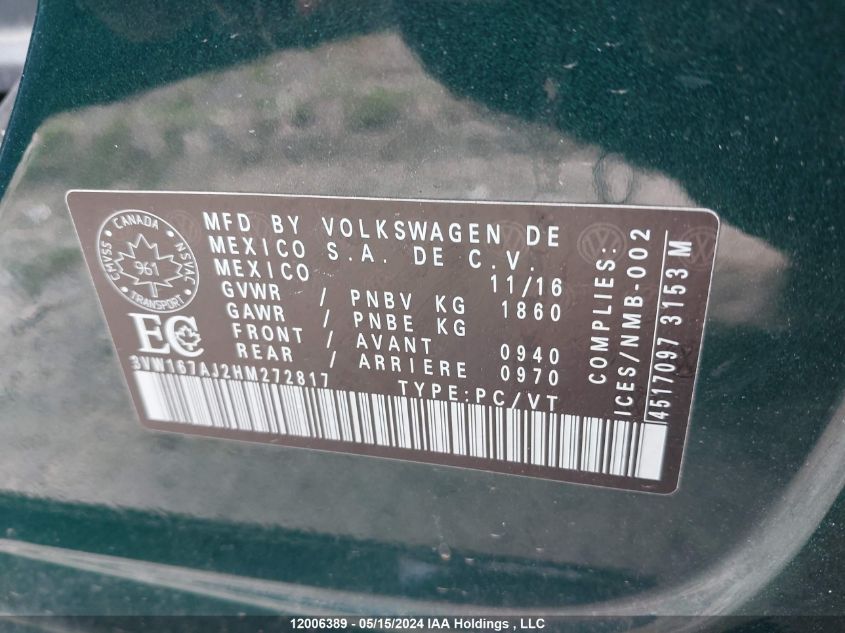 CANADA
CMVSS
NSVAC
961
TRANSPORT
EC
MFD BY VOLKSWAGEN DE
MEXICO S.A. DE C.V.
MEXICO 11/16
GVWR / PNBV KG 1860
GAWR / PNBE KG
FRONT / AVANT 0940
REAR / ARRIERE 0970
3VW167AJ2HM272817 TYPE:PC/VT
COMPLIES:
ICES/NMB-002
4517097 3153 M
12006389 - 05/15/2024 IAA Holdings , LLC